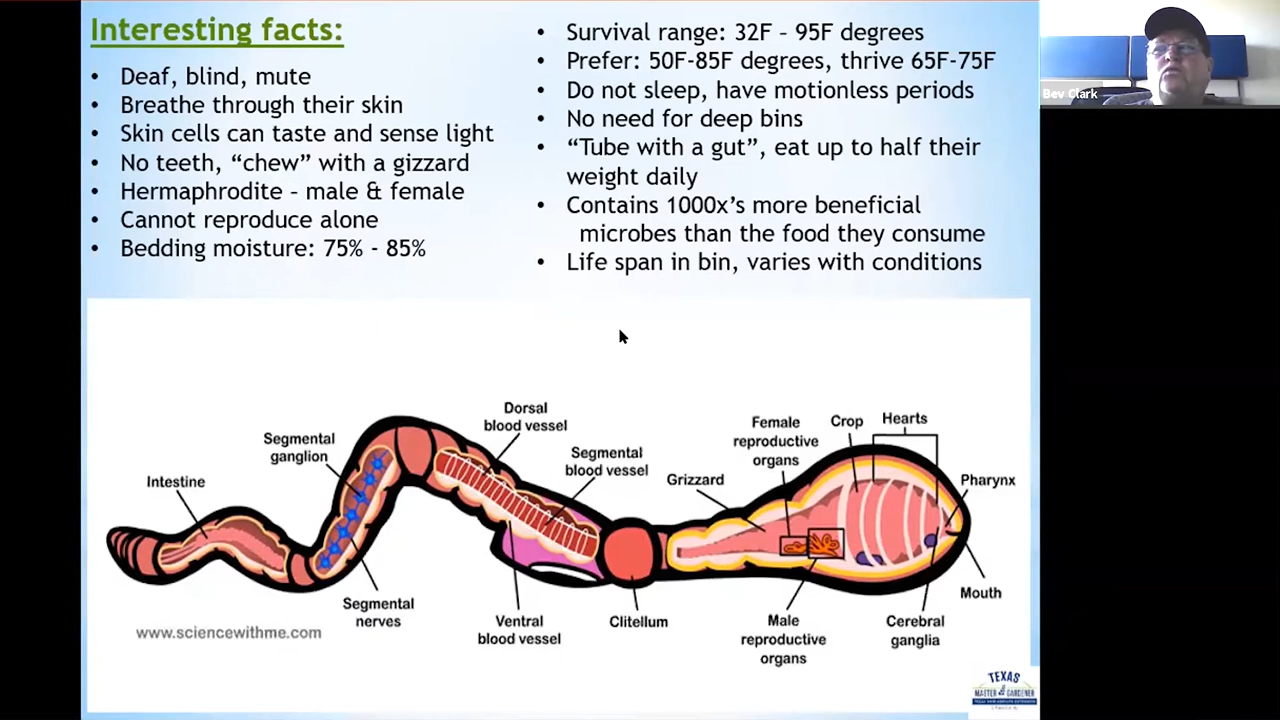 Interesting facts:
• Deaf, blind, mute
• Breathe through their skin
• Skin cells can taste and sense light
• No teeth, “chew” with a gizzard
• Hermaphrodite – male & female
• Cannot reproduce alone
• Bedding moisture: 75% - 85%
• Survival range: 32F – 95F degrees
• Prefer: 50F-85F degrees, thrive 65F-75F
• Do not sleep, have motionless periods
• No need for deep bins
• “Tube with a gut”, eat up to half their
weight daily
• Contains 1000x’s more beneficial
microbes than the food they consume
• Life span in bin, varies with conditions
Bev Clark
Intestine
Segmental
ganglion
Dorsal
blood vessel
Segmental
blood vessel
Grizzard
Female
reproductive
organs
Crop
Hearts
Pharynx
Mouth
Cerebral
ganglia
Male
reproductive
organs
Clitellum
Ventral
blood vessel
Segmental
nerves
www.sciencewithme.com
TEXAS
MASTER GARDENER